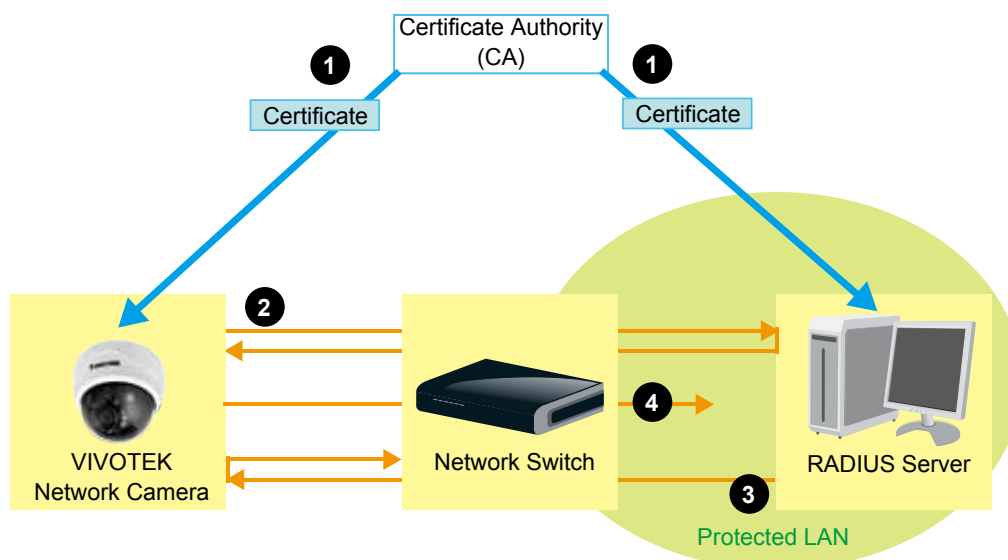 Certificate Authority
(CA)
1
1
Certificate
Certificate
2
4
VIVOTEK
Network Camera
Network Switch
RADIUS Server
3
Protected LAN